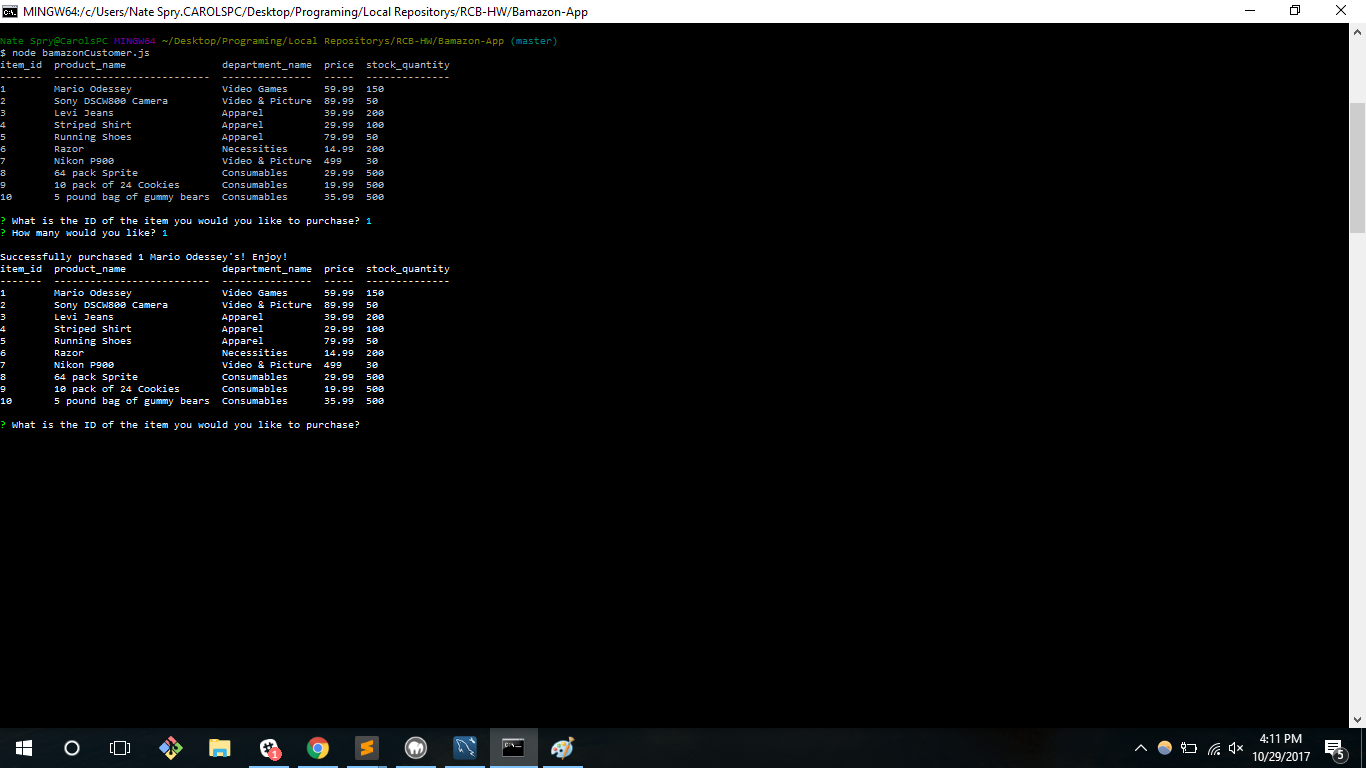 MINGW64:/c/Users/Nate Spry.CAROLSPC/Desktop/Programing/Local Repositorys/RCB-HW/Bamazon-App
Nate Spry@CarolsPC MINGW64 ~/Desktop/Programing/Local Repositorys/RCB-HW/Bamazon-App (master)
$ node bamazonCustomer.js
item_id  product_name                department_name  price  stock_quantity
-------  --------------------------  ---------------  -----  --------------
1        Mario Odessey               Video Games      59.99  150
2        Sony DSCW800 Camera         Video & Picture  89.99  50
3        Levi Jeans                  Apparel          39.99  200
4        Striped Shirt               Apparel          29.99  100
5        Running Shoes               Apparel          79.99  50
6        Razor                       Necessities      14.99  200
7        Nikon P900                  Video & Picture  499    30
8        64 pack Sprite              Consumables      29.99  500
9        10 pack of 24 Cookies       Consumables      19.99  500
10       5 pound bag of gummy bears  Consumables      35.99  500
? What is the ID of the item you would you like to purchase? 1
? How many would you like? 1
Successfully purchased 1 Mario Odessey's! Enjoy!
item_id  product_name                department_name  price  stock_quantity
-------  --------------------------  ---------------  -----  --------------
1        Mario Odessey               Video Games      59.99  150
2        Sony DSCW800 Camera         Video & Picture  89.99  50
3        Levi Jeans                  Apparel          39.99  200
4        Striped Shirt               Apparel          29.99  100
5        Running Shoes               Apparel          79.99  50
6        Razor                       Necessities      14.99  200
7        Nikon P900                  Video & Picture  499    30
8        64 pack Sprite              Consumables      29.99  500
9        10 pack of 24 Cookies       Consumables      19.99  500
10       5 pound bag of gummy bears  Consumables      35.99  500
? What is the ID of the item you would you like to purchase?
1
4:11 PM
10/29/2017
5